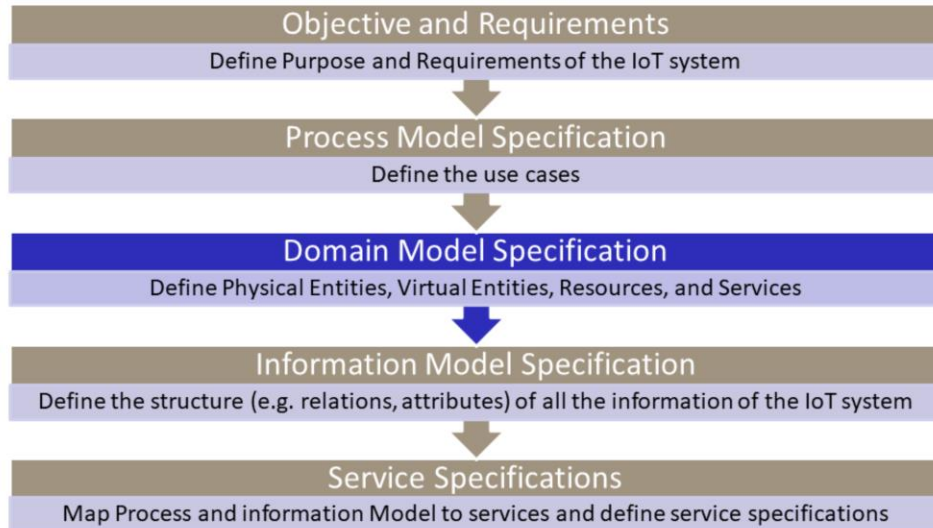 Objective and Requirements
Define Purpose and Requirements of the IoT system
Process Model Specification
Define the use cases
Domain Model Specification
Define Physical Entities, Virtual Entities, Resources, and Services
Information Model Specification
Define the structure (e.g. relations, attributes) of all the information of the IoT system
Service Specifications
Map Process and information Model to services and define service specifications